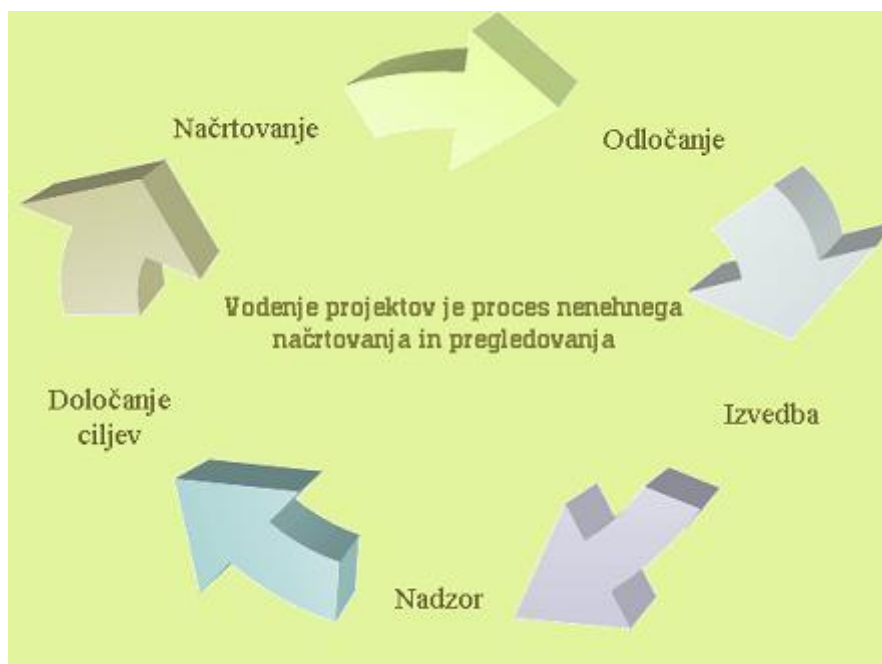 Načrtovanje
Odločanje
Vodenje projektov je proces nenehnega
načrtovanja in pregledovanja
Določanje
ciljev
Izvedba
Nadzor